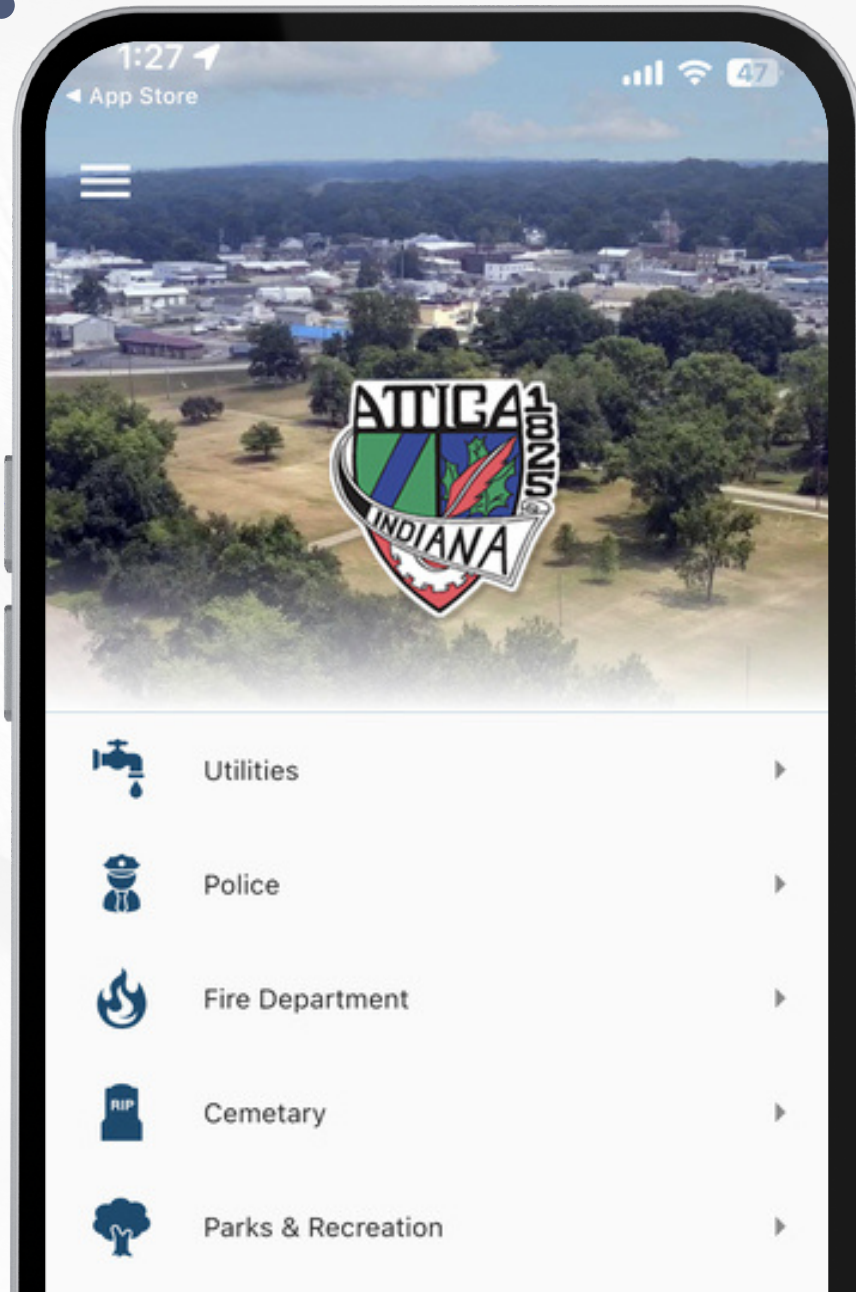 1:27
47
◀ App Store
ATTICA
1825
INDIANA
Utilities
Police
Fire Department
RIP
Cemetary
Parks & Recreation